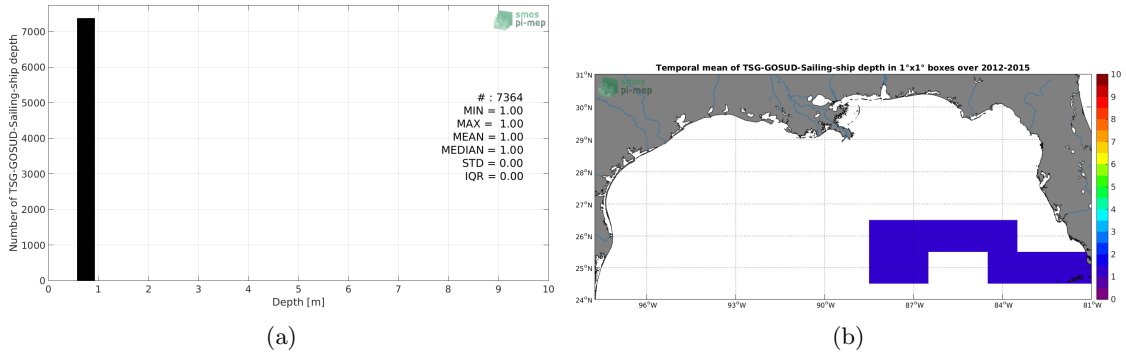 smos
pi-mep
7000
6000
5000
4000
3000
2000
1000
0
Number of TSG-GOSUD-Sailing-ship depth
# : 7364
MIN = 1.00
MAX = 1.00
MEAN = 1.00
MEDIAN = 1.00
STD = 0.00
IQR = 0.00
0 1 2 3 4 5 6 7 8 9 10
Depth [m]
(a)
Temporal mean of TSG-GOSUD-Sailing-ship depth in 1°x1° boxes over 2012-2015
smos
pi-mep
31°N
30°N
29°N
28°N
27°N
26°N
25°N
24°N
96°W 93°W 90°W 87°W 84°W 81°W
10
9
8
7
6
5
4
3
2
1
0
(b)